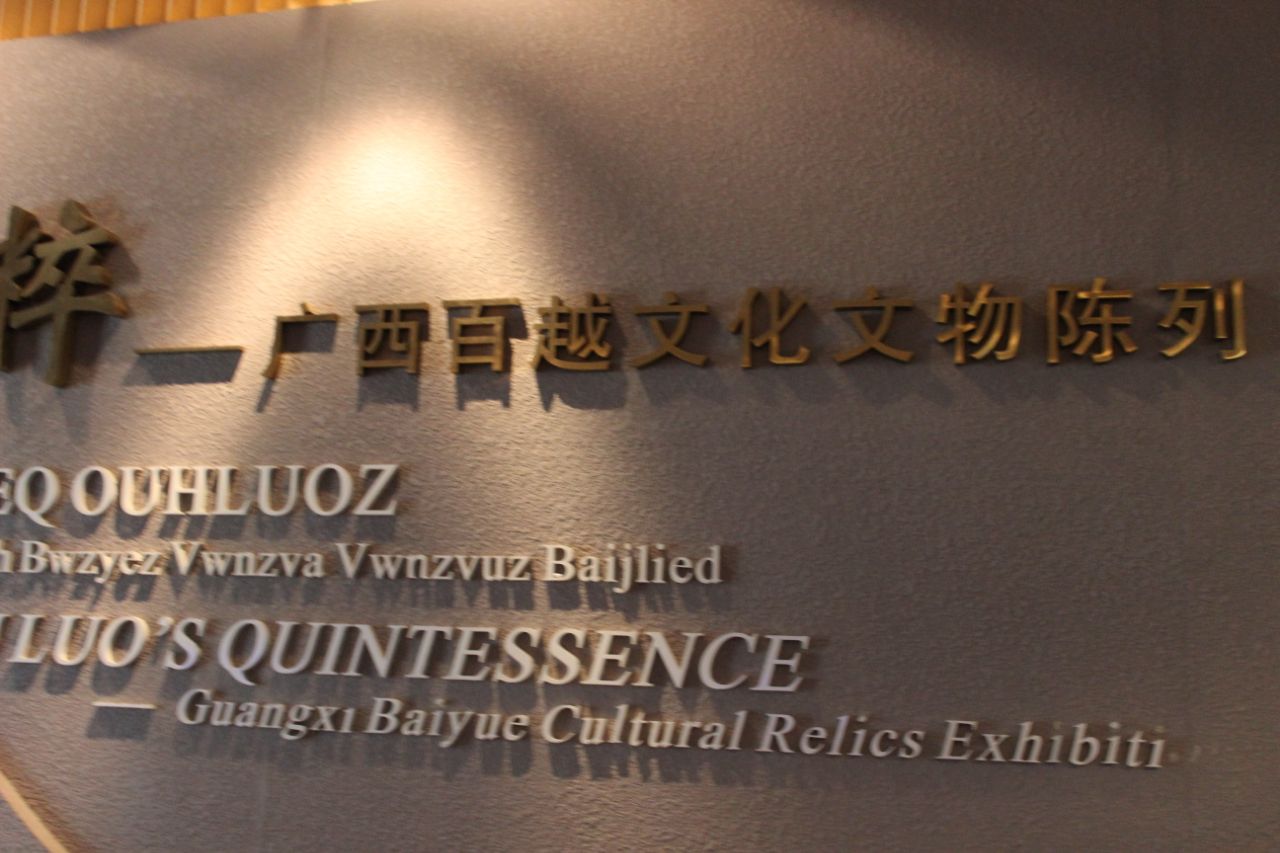 粹—广西百越文化文物陈列
EQ OUHLUOZ
h Bwzyez Vwnzva Vwnzvuz Baijlied
LUO'S QUINTESSENCE
— Guangxi Baiyue Cultural Relics Exhibiti